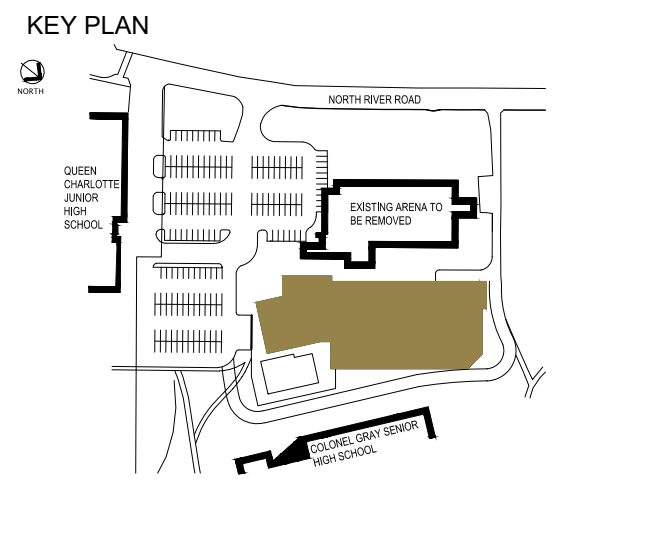 KEY PLAN
NORTH
NORTH RIVER ROAD
QUEEN
CHARLOTTE
JUNIOR
HIGH
SCHOOL
EXISTING ARENA TO
BE REMOVED
COLONEL GRAY SENIOR
HIGH SCHOOL